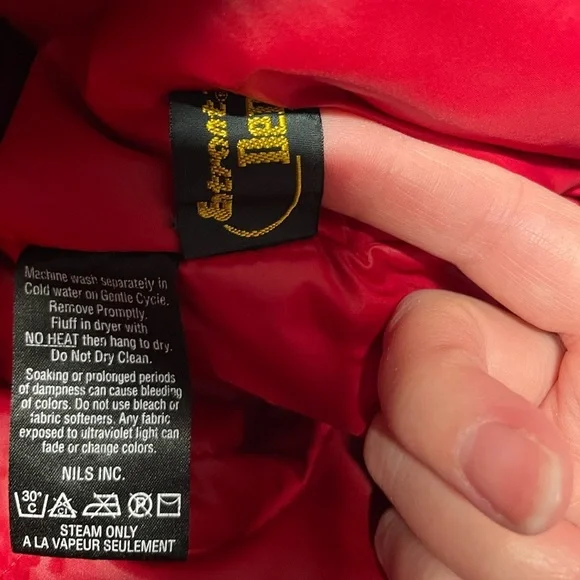 Machine wash separately in
Cold water on Gentle Cycle.
Remove Promptly.
Fluff in dryer with
NO HEAT then hang to dry.
Do Not Dry Clean.
Soaking or prolonged periods
of dampness can cause bleeding
of colors. Do not use bleach or
fabric softeners. Any fabric
exposed to ultraviolet light can
fade or change colors.
NILS INC.
30°
C
CL
P
STEAM ONLY
A LA VAPEUR SEULEMENT